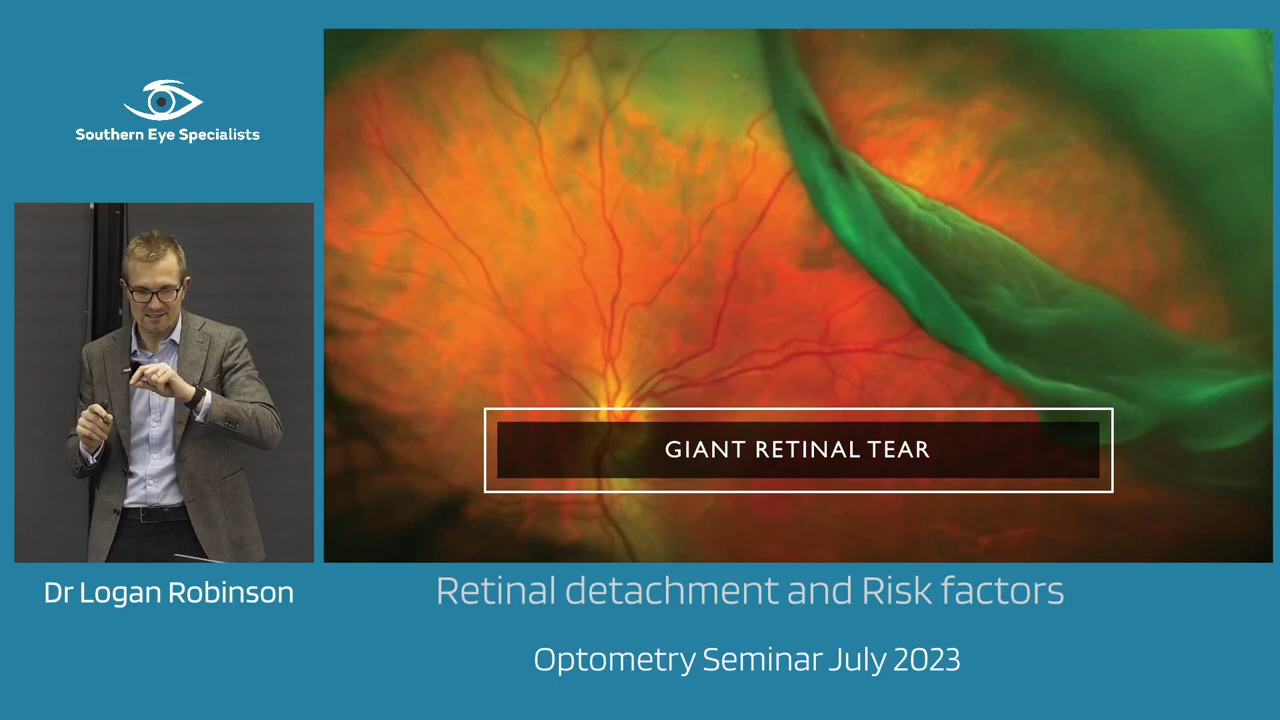 Southern Eye Specialists
GIANT RETINAL TEAR
Dr Logan Robinson
Retinal detachment and Risk factors
Optometry Seminar July 2023